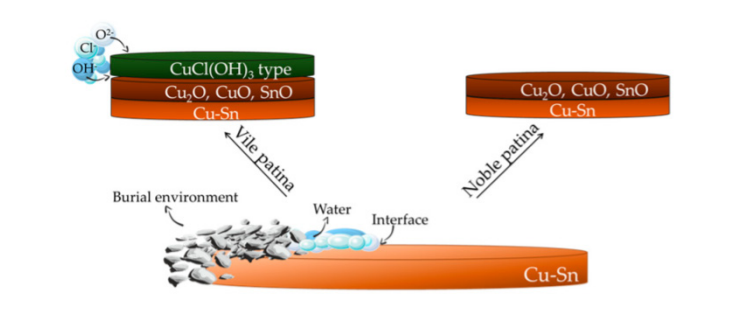 O²⁻
Cl⁻
OH⁻
CuCl(OH)₃ type
Cu₂O, CuO, SnO
Cu-Sn
Cu₂O, CuO, SnO
Cu-Sn
Vile patina
Noble patina
Burial environment
Water
Interface
Cu-Sn